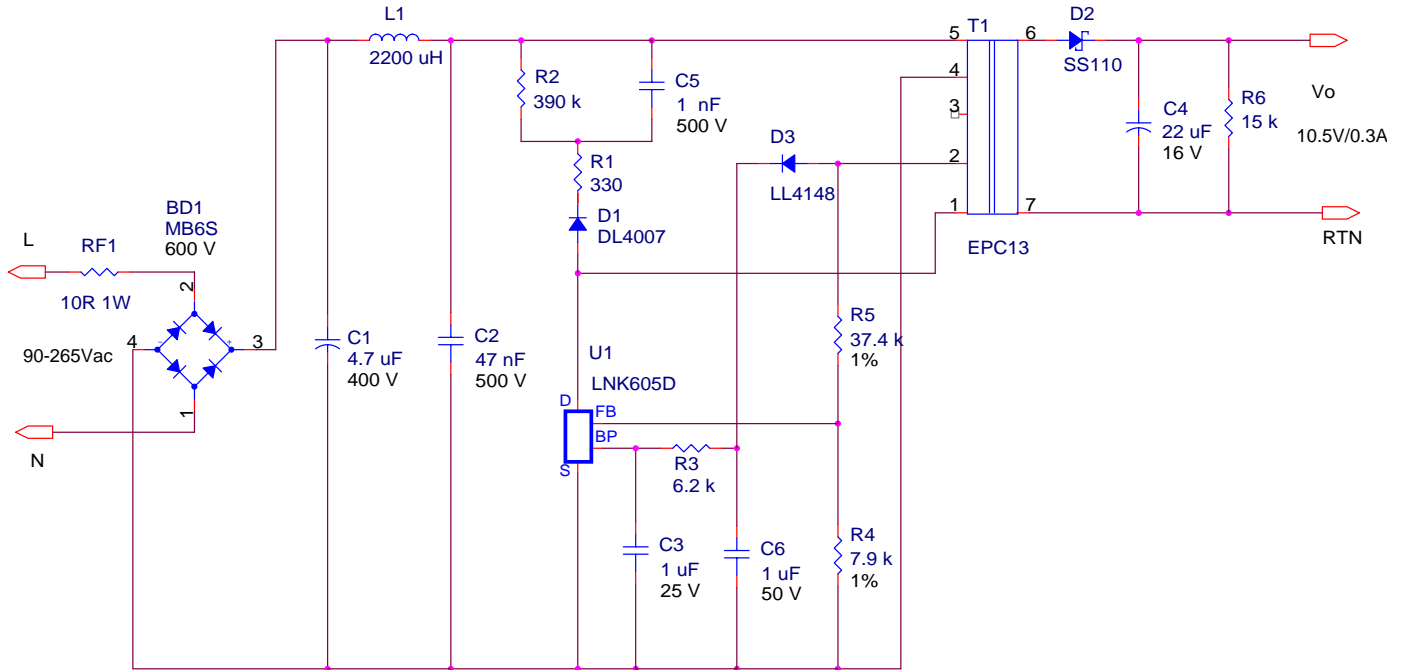 L1
2200 uH
R2
390 k
C5
1 nF
500 V
R1
330
D1
DL4007
D3
LL4148
T1
5
4
3
2
1
6
7
EPC13
D2
SS110
C4
22 uF
16 V
R6
15 k
Vo
10.5V/0.3A
RTN
BD1
MB6S
600 V
L
RF1
10R 1W
90-265Vac
N
2
4
-
+
3
1
C1
4.7 uF
400 V
C2
47 nF
500 V
U1
LNK605D
D
FB
BP
S
R3
6.2 k
R5
37.4 k
1%
R4
7.9 k
1%
C3
1 uF
25 V
C6
1 uF
50 V